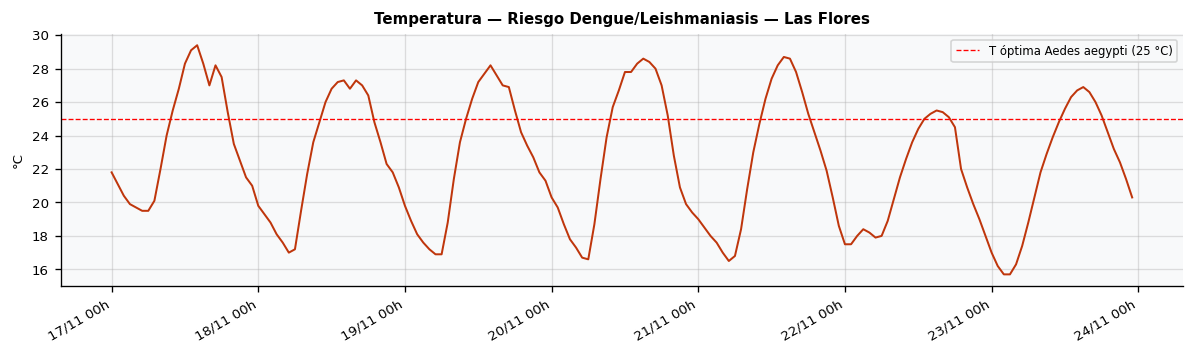 Temperatura — Riesgo Dengue/Leishmaniasis — Las Flores
T óptima Aedes aegypti (25 °C)
°C
30
28
26
24
22
20
18
16
17/11 00h
18/11 00h
19/11 00h
20/11 00h
21/11 00h
22/11 00h
23/11 00h
24/11 00h